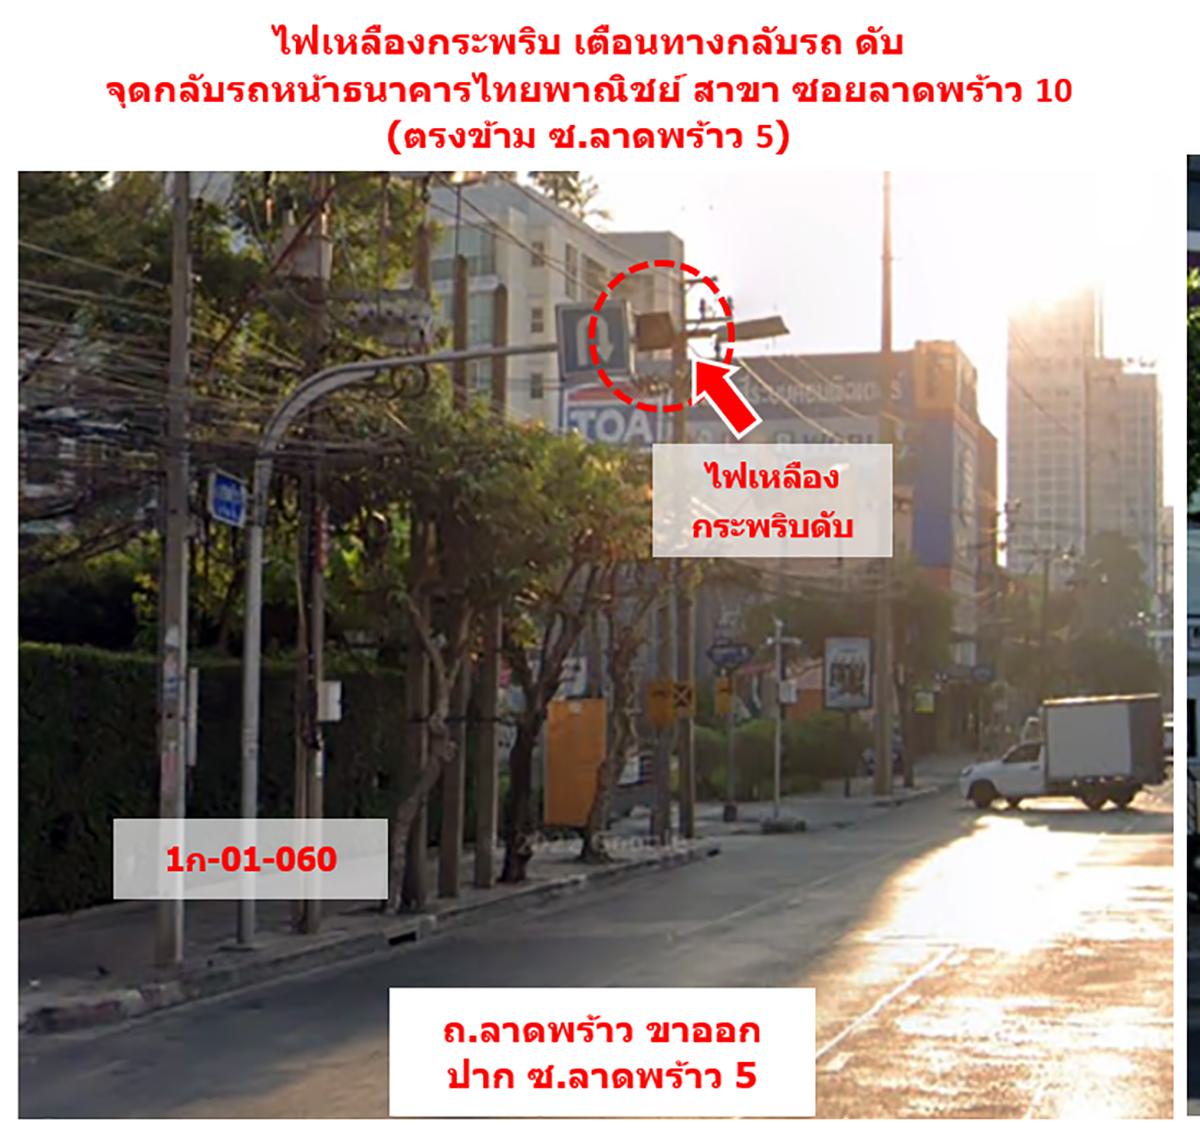 ไฟเหลืองกระพริบ เตือนทางกลับรถ ดับ
จุดกลับรถหน้าธนาคารไทยพาณิชย์ สาขา ซอยลาดพร้าว 10
(ตรงข้าม ซ.ลาดพร้าว 5)
TOA
ไฟเหลือง
กระพริบดับ
© 2022 Google
1ก-01-060
ถ.ลาดพร้าว ขาออก
ปาก ซ.ลาดพร้าว 5